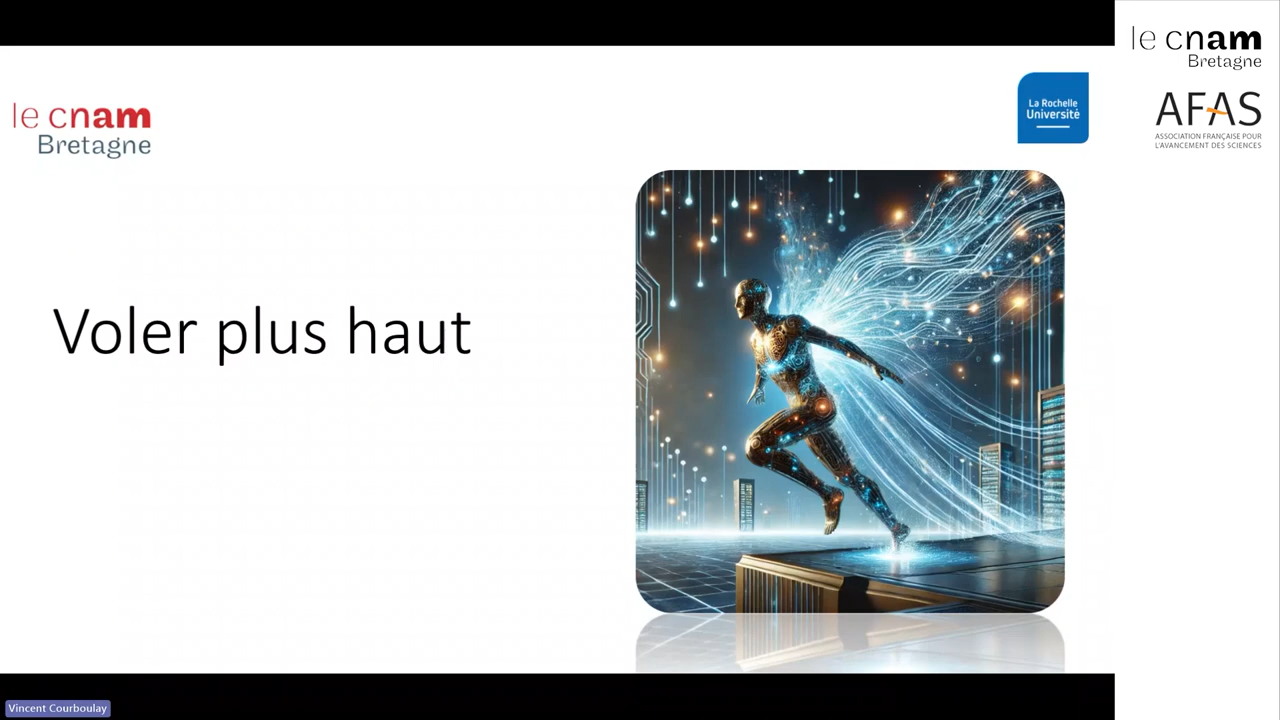 le cnam
Bretagne
La Rochelle
Université
Voler plus haut
le cnam
Bretagne
AFAS
ASSOCIATION FRANÇAISE POUR
L'AVANCEMENT DES SCIENCES
Vincent Courboulay